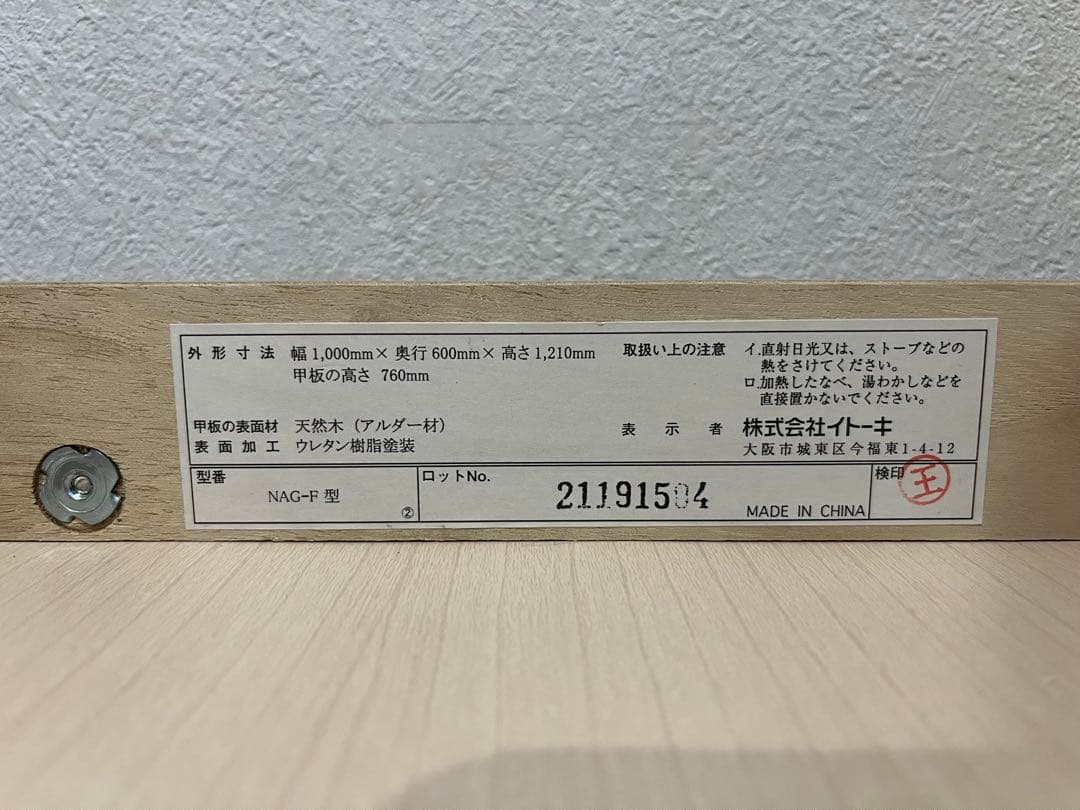 外形寸法 幅1,000mm×奥行600mm×高さ1,210mm
甲板の高さ 760mm
甲板の表面材 天然木（アルダー材）
表面加工 ウレタン樹脂塗装
取扱い上の注意 イ.直射日光又は、ストーブなどの
熱をさけてください。
ロ.加熱したなべ、湯わかしなどを
直接置かないでください。
表示者 株式会社イトーキ
大阪市城東区今福東1-4-12
型番
NAG-F型
②
ロットNo.
21191504
MADE IN CHINA
検印
王